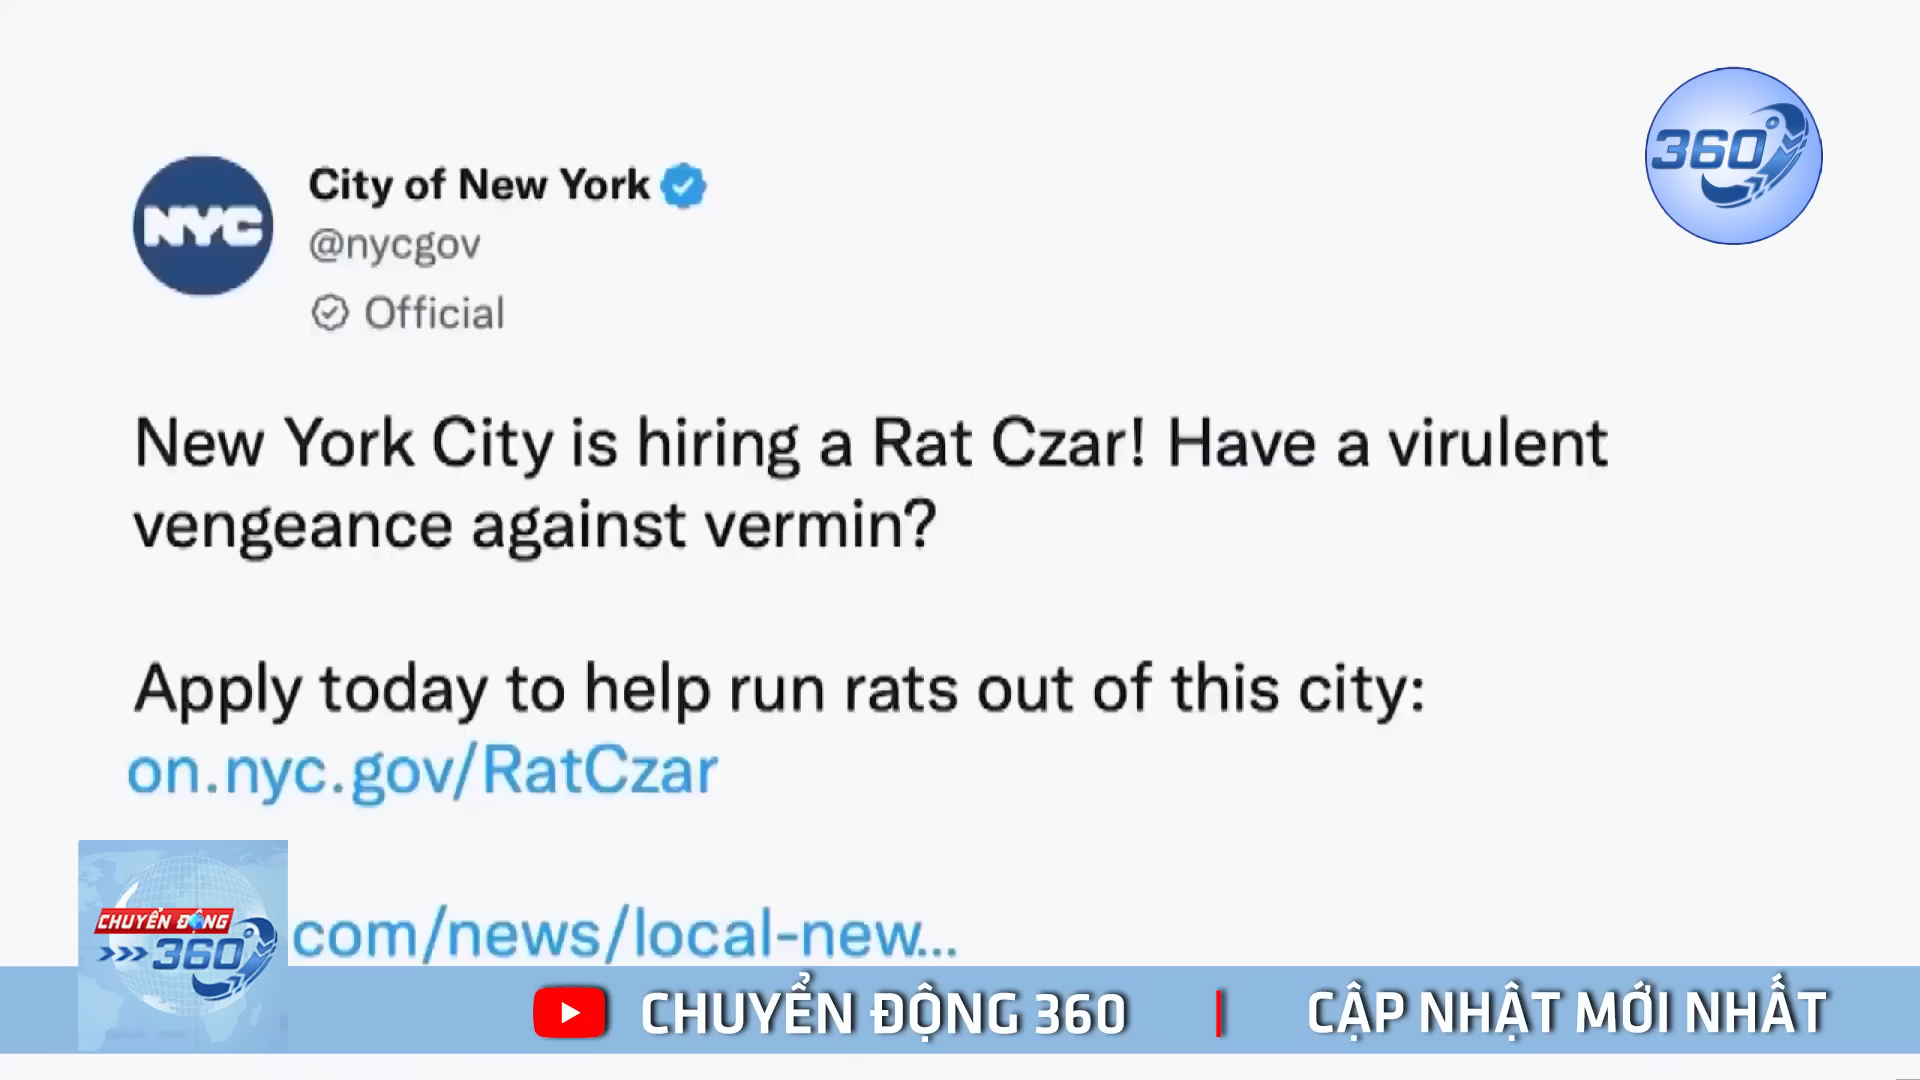 360°
NYC
City of New York
@nycgov
Official
New York City is hiring a Rat Czar! Have a virulent
vengeance against vermin?
Apply today to help run rats out of this city:
on.nyc.gov/RatCzar
com/news/local-new...
CHUYỂN ĐỘNG
360°
CHUYỂN ĐỘNG 360 | CẬP NHẬT MỚI NHẤT